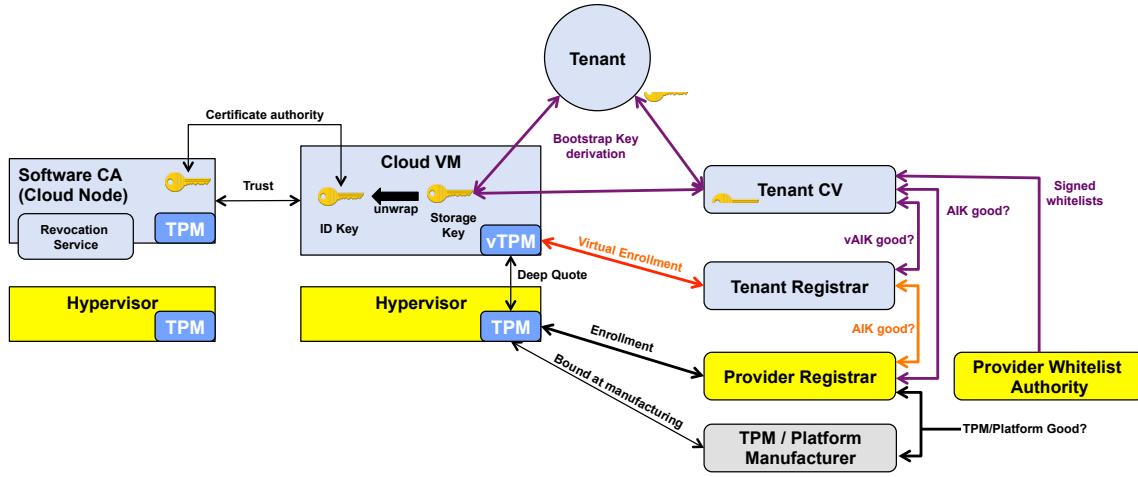 Tenant
Certificate authority
Bootstrap Key
derivation
Software CA
(Cloud Node)
TPM
Revocation
Service
Trust
Cloud VM
ID Key
unwrap
Storage
Key
vTPM
Tenant CV
Signed
whitelists
AIK good?
vAIK good?
Virtual Enrollment
Deep Quote
Tenant Registrar
Hypervisor
TPM
Hypervisor
TPM
Enrollment
AIK good?
Bound at manufacturing
Provider Registrar
Provider Whitelist
Authority
TPM / Platform
Manufacturer
TPM/Platform Good?